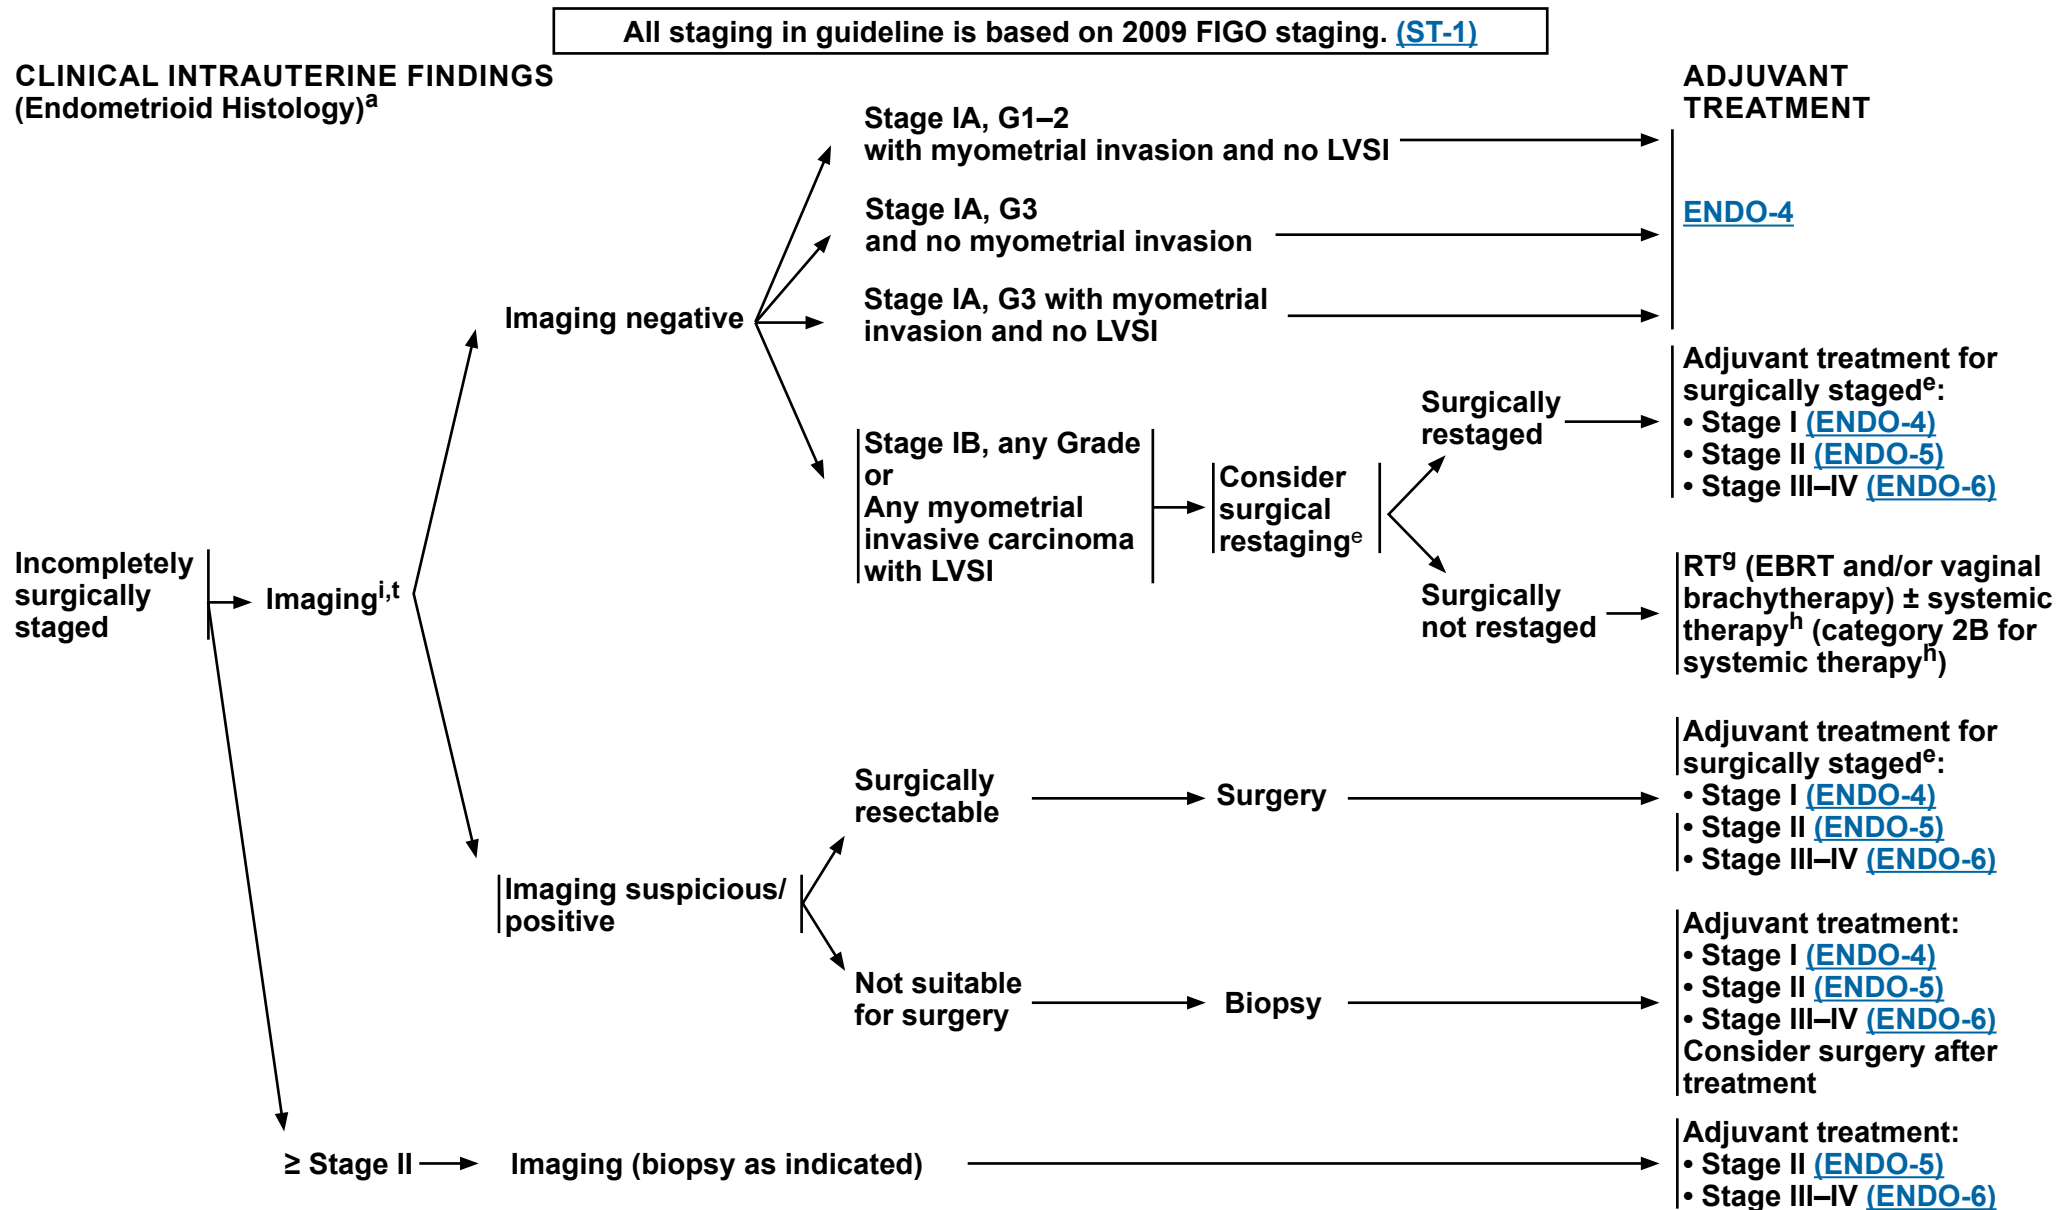 All staging in guideline is based on 2009 FIGO staging. (ST-1)
CLINICAL INTRAUTERINE FINDINGS
(Endometrioid Histology)a
ADJUVANT
TREATMENT
Stage IA, G1–2
with myometrial invasion and no LVSI
Stage IA, G3
and no myometrial invasion
ENDO-4
Imaging negative
Stage IA, G3 with myometrial
invasion and no LVSI
Stage IB, any Grade
or
Any myometrial
invasive carcinoma
with LVSI
Consider
surgical
restaginge
Surgically
restaged
Adjuvant treatment for
surgically stagede:
• Stage I (ENDO-4)
• Stage II (ENDO-5)
• Stage III–IV (ENDO-6)
Incompletely
surgically
staged
Imagingi,t
Surgically
not restaged
RTg (EBRT and/or vaginal
brachytherapy) ± systemic
therapyh (category 2B for
systemic therapyh)
Imaging suspicious/
positive
Surgically
resectable
Surgery
Adjuvant treatment for
surgically stagede:
• Stage I (ENDO-4)
• Stage II (ENDO-5)
• Stage III–IV (ENDO-6)
Not suitable
for surgery
Biopsy
Adjuvant treatment:
• Stage I (ENDO-4)
• Stage II (ENDO-5)
• Stage III–IV (ENDO-6)
Consider surgery after
treatment
≥ Stage II
Imaging (biopsy as indicated)
Adjuvant treatment:
• Stage II (ENDO-5)
• Stage III–IV (ENDO-6)